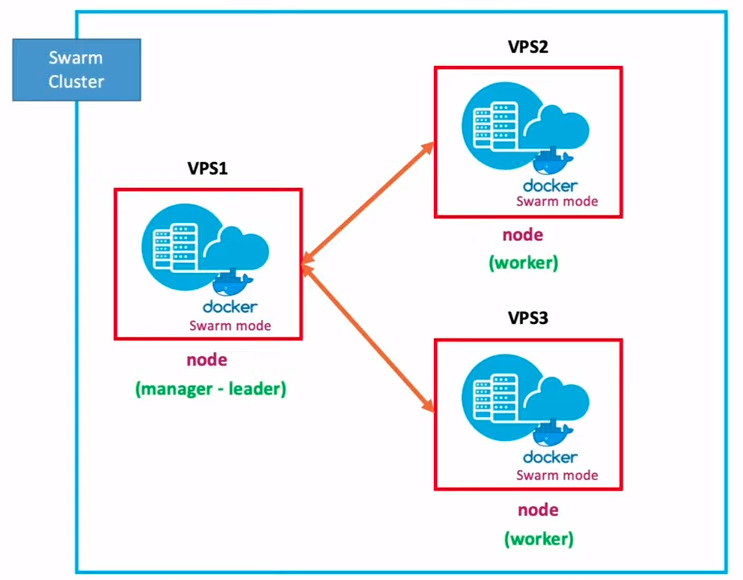 Swarm
Cluster
VPS1
docker
Swarm mode
node
(manager - leader)
VPS2
docker
Swarm mode
node
(worker)
VPS3
docker
Swarm mode
node
(worker)